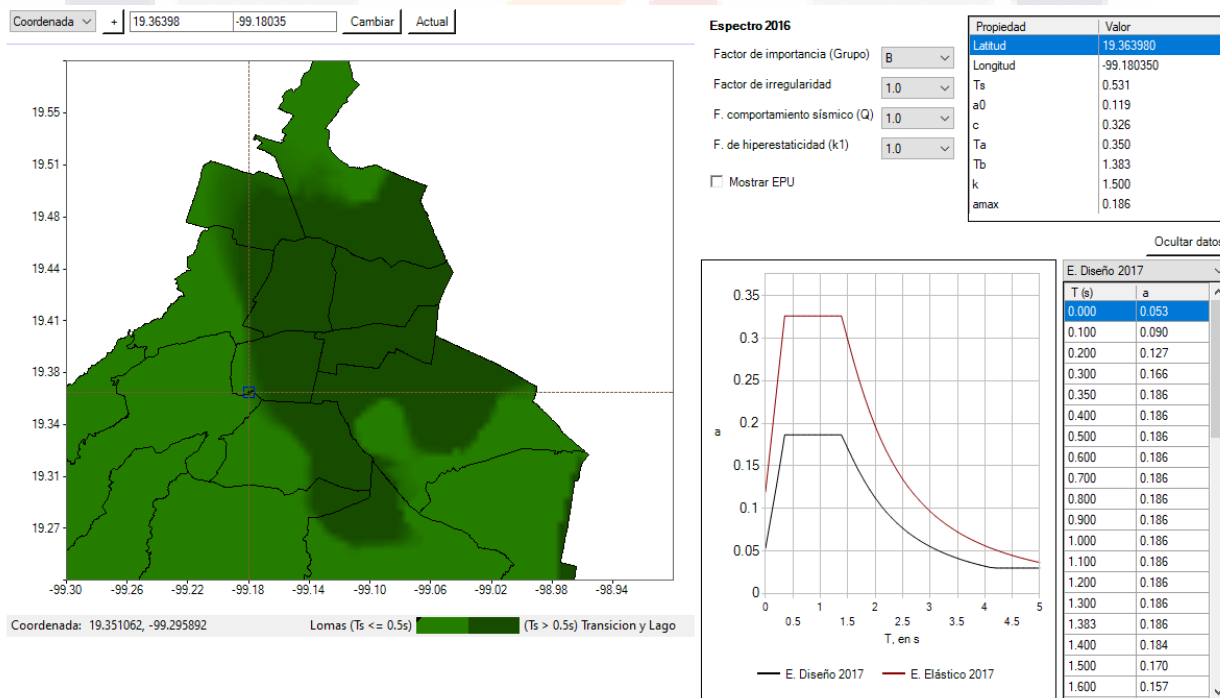 Coordenada + 19.36398 -99.18035 Cambiar Actual
19.55
19.51
19.48
19.44
19.41
19.38
19.34
19.31
19.27
-99.30 -99.26 -99.22 -99.18 -99.14 -99.10 -99.06 -99.02 -98.98 -98.94
Coordenada: 19.351062, -99.295892 Lomas (Ts <= 0.5s) (Ts > 0.5s) Transicion y Lago
Espectro 2016
Factor de importancia (Grupo) B
Factor de irregularidad 1.0
F. comportamiento sísmico (Q) 1.0
F. de hiperestaticidad (k1) 1.0
Mostrar EPU
Propiedad Valor
Latitud 19.363980
Longitud -99.180350
Ts 0.531
a0 0.119
c 0.326
Ta 0.350
Tb 1.383
k 1.500
amax 0.186
Ocultar datos
0.35
0.3
0.25
0.2
a
0.15
0.1
0.05
0
0 1 2 3 4 5
0.5 1.5 2.5 3.5 4.5
T, en s
E. Diseño 2017 E. Elástico 2017
E. Diseño 2017
T (s) a
0.000 0.053
0.100 0.090
0.200 0.127
0.300 0.166
0.350 0.186
0.400 0.186
0.500 0.186
0.600 0.186
0.700 0.186
0.800 0.186
0.900 0.186
1.000 0.186
1.100 0.186
1.200 0.186
1.300 0.186
1.383 0.186
1.400 0.184
1.500 0.170
1.600 0.157